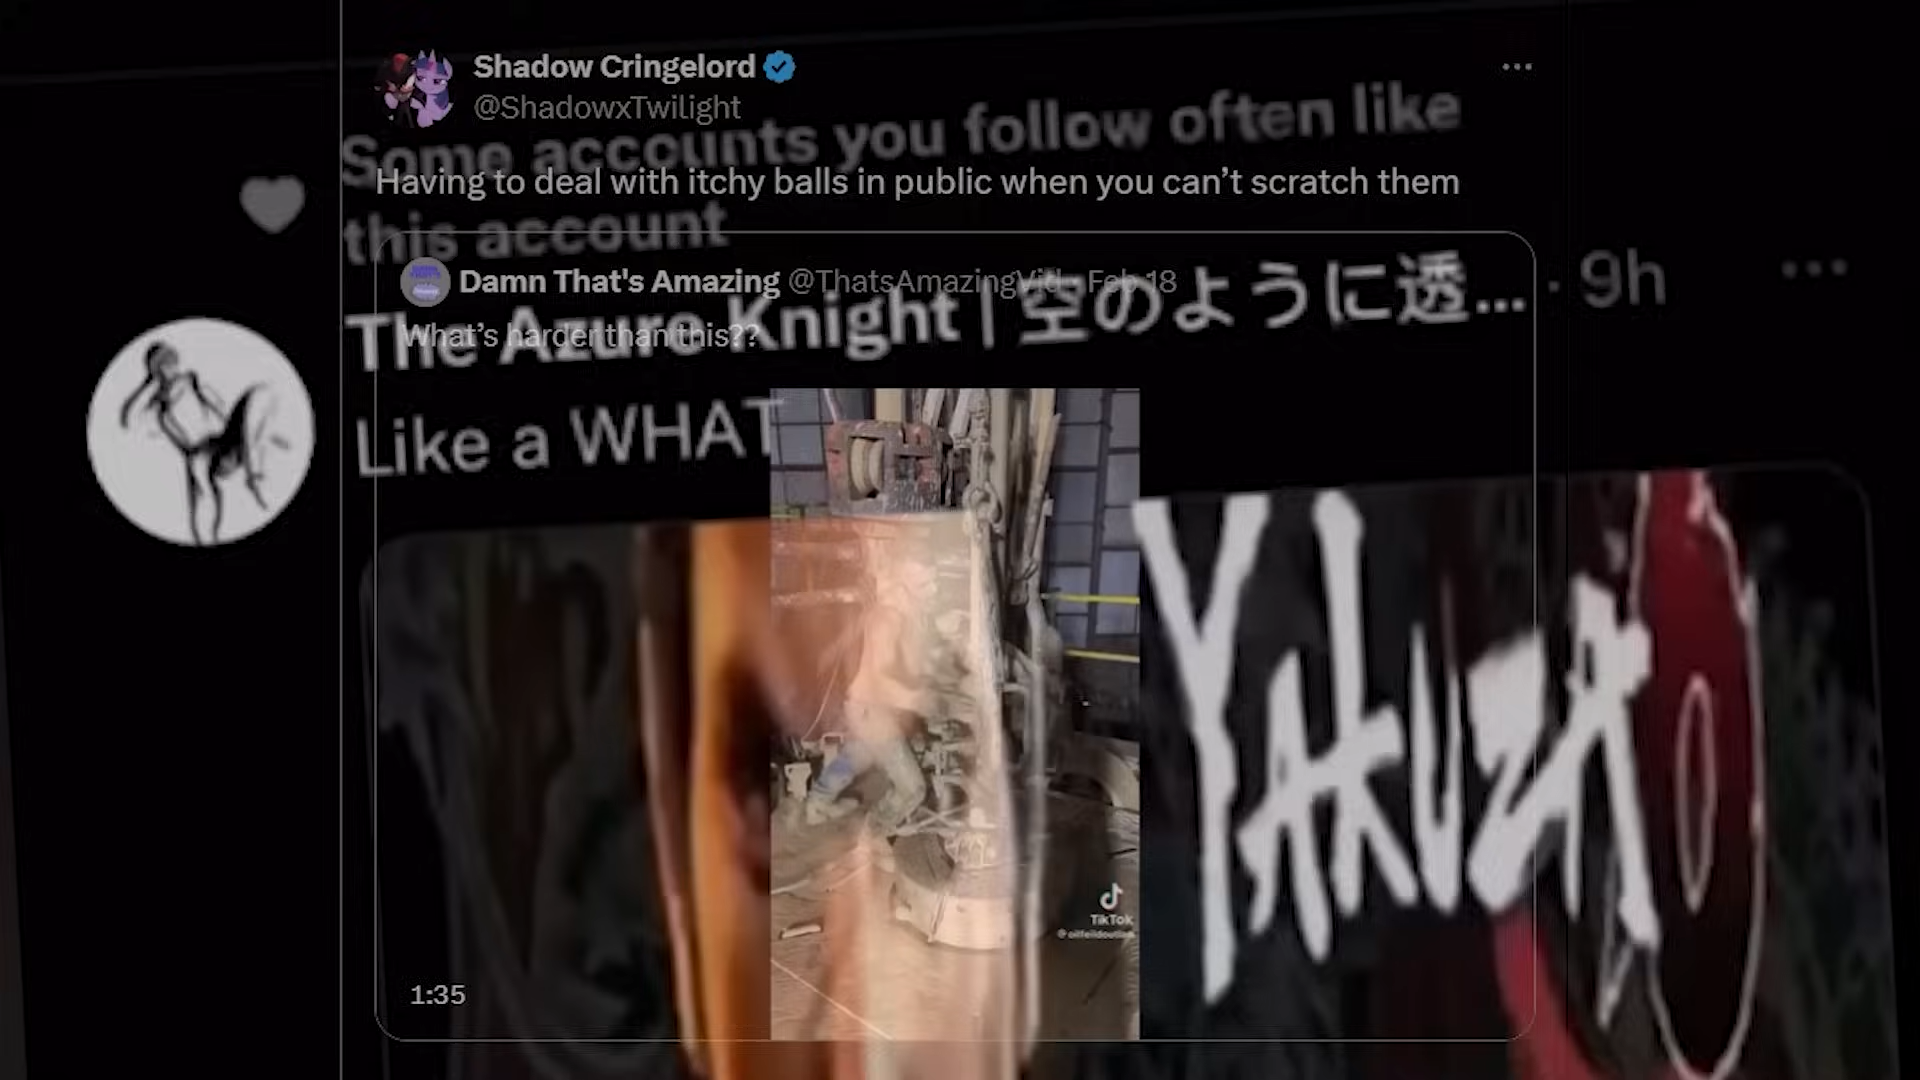 Shadow Cringelord
@ShadowxTwilight
Having to deal with itchy balls in public when you can’t scratch them
Damn That's Amazing @ThatsAmazingVid · Feb 18
What’s harder than this??
1:35
TikTok
Some accounts you follow often like
this account
The Azure Knight | 空のように透... · 9h
Like a WHAT
YAKUZA